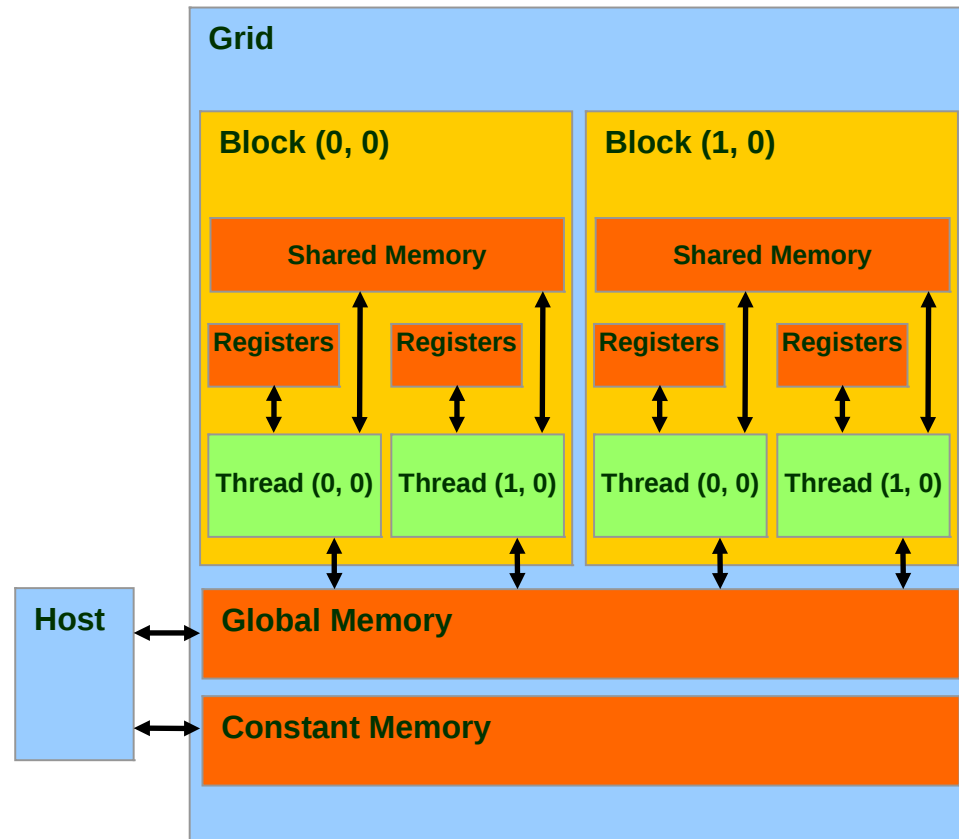 Grid
Block (0, 0)
Block (1, 0)
Shared Memory
Shared Memory
Registers
Registers
Registers
Registers
Thread (0, 0)
Thread (1, 0)
Thread (0, 0)
Thread (1, 0)
Host
Global Memory
Constant Memory